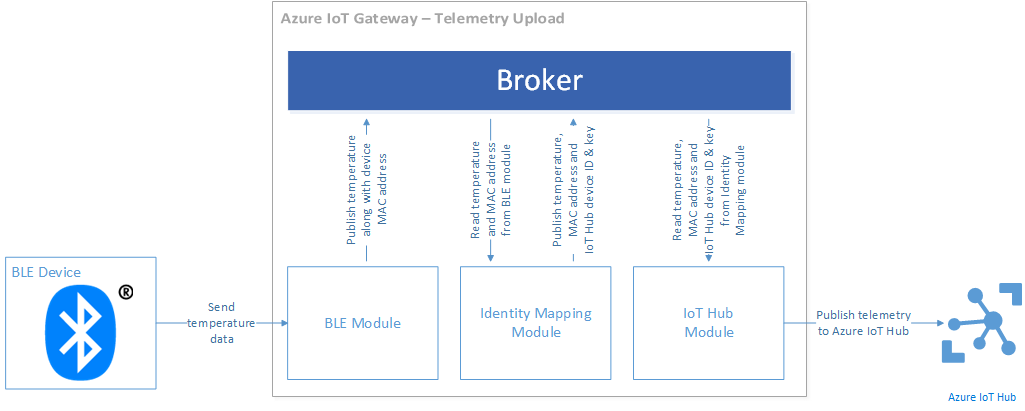 Azure IoT Gateway – Telemetry Upload
Broker
Publish temperature
along with device
MAC address
Read temperature
and MAC address
from BLE module
Publish temperature,
MAC address and
IoT Hub device ID & key
Read temperature,
MAC address and
IoT Hub device ID & key
from Identity
Mapping module
BLE Device
®
Send
temperature
data
BLE Module
Identity Mapping
Module
IoT Hub
Module
Publish telemetry
to Azure IoT Hub
Azure IoT Hub